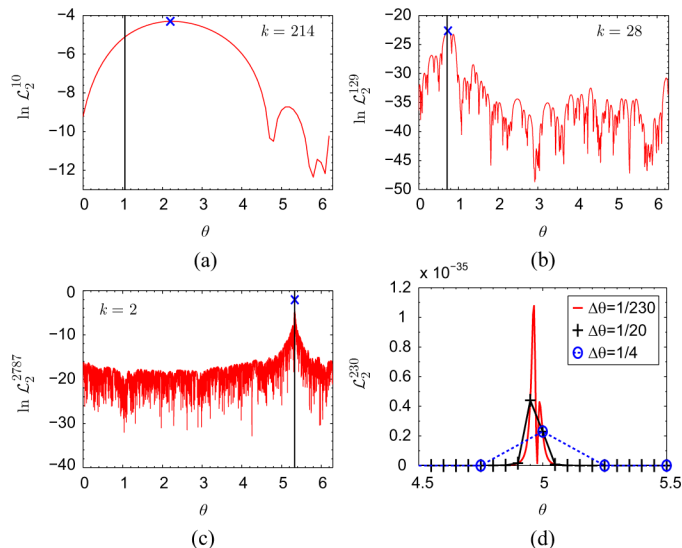 −4
−6
−8
−10
−12
ln 𝓛₂¹⁰
k = 214
0 1 2 3 4 5 6
θ
(a)
−20
−25
−30
−35
−40
−45
−50
ln 𝓛₂¹²⁹
k = 28
0 1 2 3 4 5 6
θ
(b)
0
−10
−20
−30
−40
ln 𝓛₂²⁷⁸⁷
k = 2
0 1 2 3 4 5 6
θ
(c)
x 10⁻³⁵
1.2
1
0.8
0.6
0.4
0.2
0
𝓛₂²³⁰
Δθ=1/230
Δθ=1/20
Δθ=1/4
4.5 5 5.5
θ
(d)